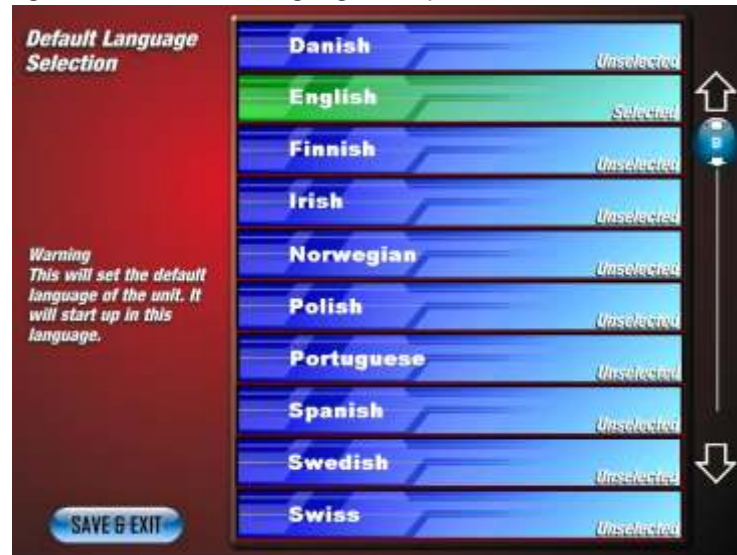 Default Language
Selection
Warning
This will set the default
language of the unit. It
will start up in this
language.
SAVE & EXIT
Danish
Unselected
English
Selected
Finnish
Unselected
Irish
Unselected
Norwegian
Unselected
Polish
Unselected
Portuguese
Unselected
Spanish
Unselected
Swedish
Unselected
Swiss
Unselected